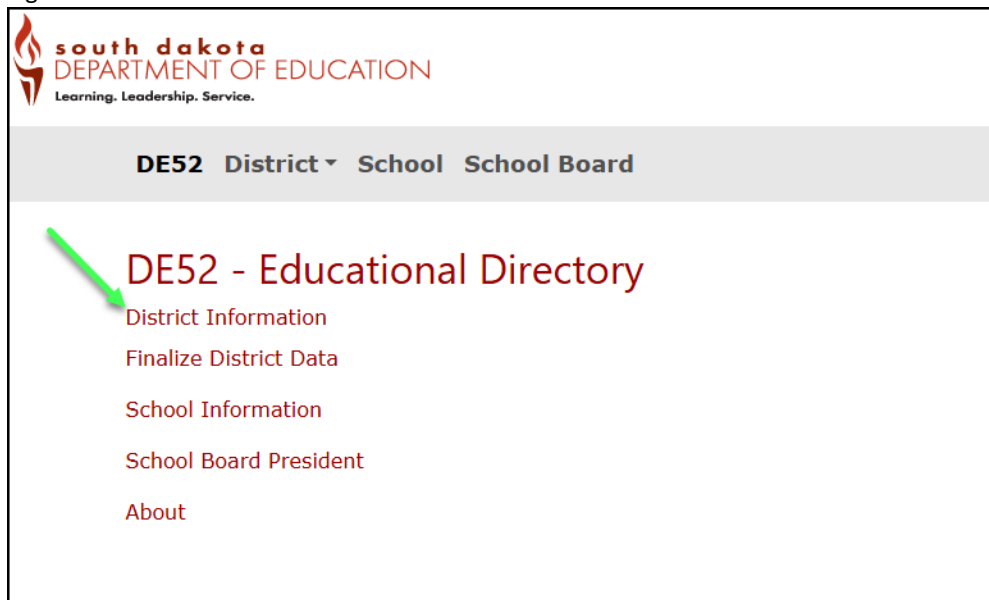 south dakota
DEPARTMENT OF EDUCATION
Learning. Leadership. Service.
DE52 District School School Board
DE52 - Educational Directory
District Information
Finalize District Data
School Information
School Board President
About